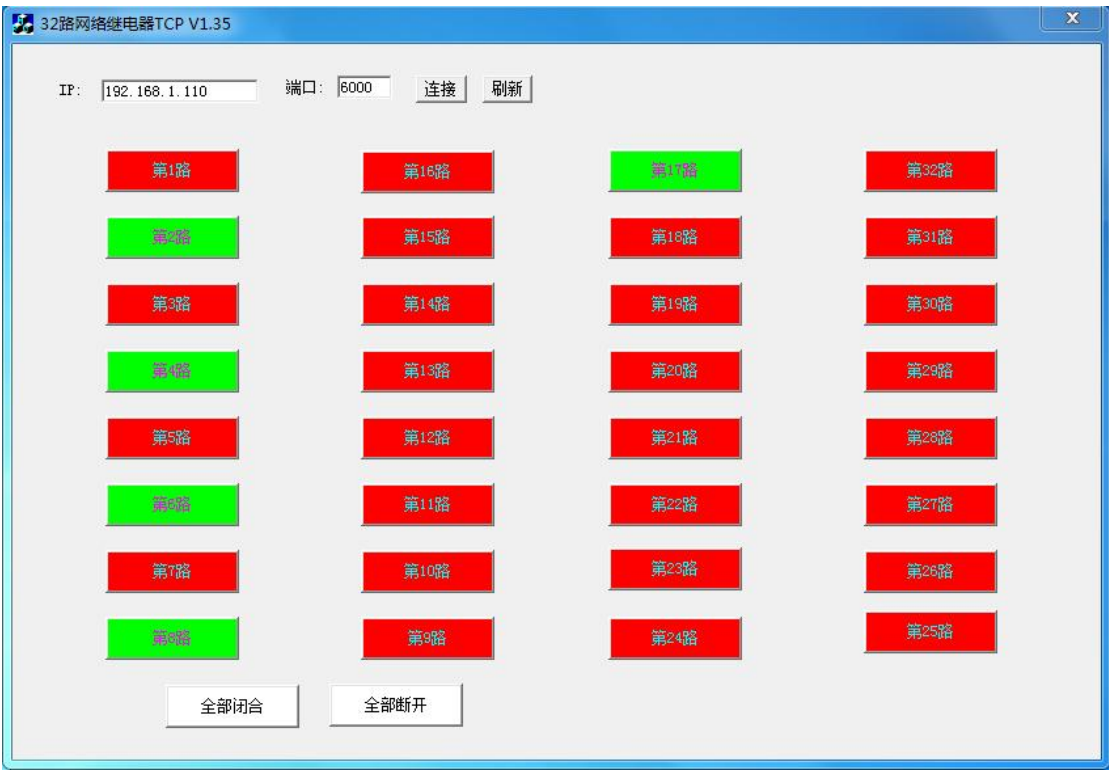 32路网络继电器TCP V1.35
IP: 192.168.1.110 端口: 6000 连接 刷新
第1路 第16路 第17路 第32路
第2路 第15路 第18路 第31路
第3路 第14路 第19路 第30路
第4路 第13路 第20路 第29路
第5路 第12路 第21路 第28路
第6路 第11路 第22路 第27路
第7路 第10路 第23路 第26路
第8路 第9路 第24路 第25路
全部闭合 全部断开